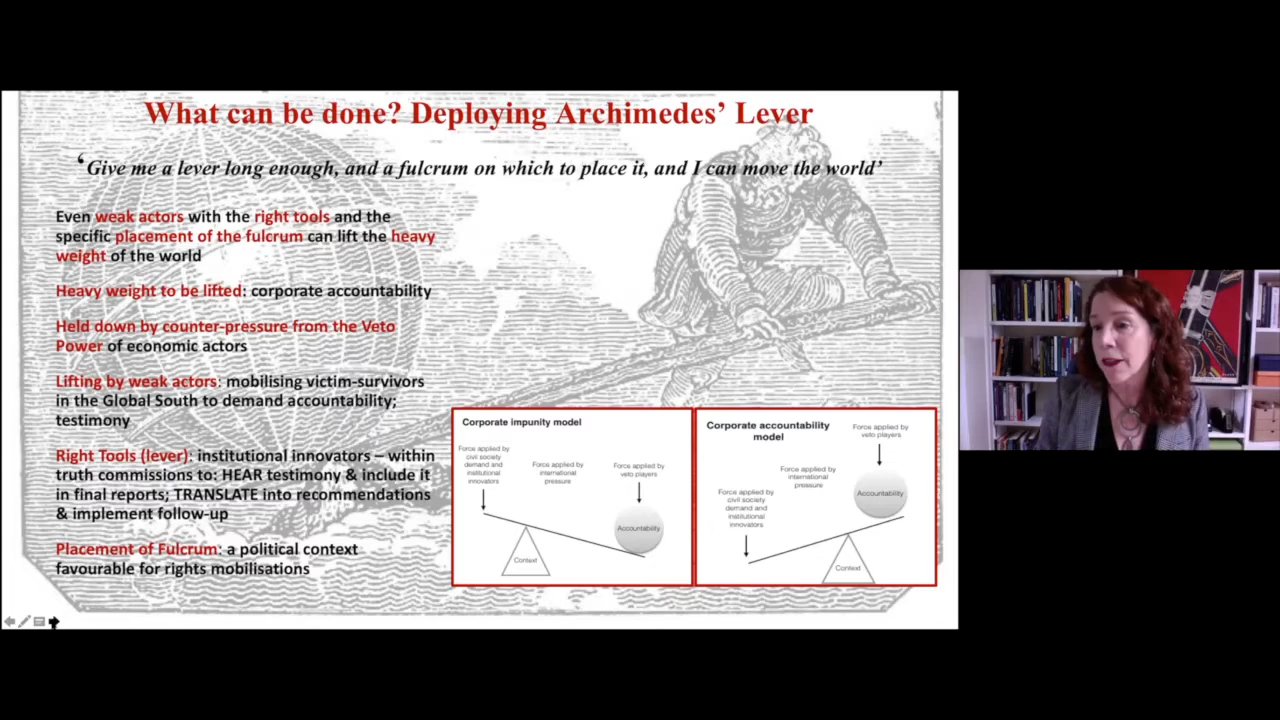 What can be done? Deploying Archimedes' Lever
‘Give me a lever long enough, and a fulcrum on which to place it, and I can move the world’
Even weak actors with the right tools and the
specific placement of the fulcrum can lift the heavy
weight of the world
Heavy weight to be lifted: corporate accountability
Held down by counter-pressure from the Veto
Power of economic actors
Lifting by weak actors: mobilising victim-survivors
in the Global South to demand accountability;
testimony
Right Tools (lever): institutional innovators – within
truth commissions to: HEAR testimony & include it
in final reports; TRANSLATE into recommendations
& implement follow-up
Placement of Fulcrum: a political context
favourable for rights mobilisations
Corporate impunity model
Force applied by
civil society
demand and
institutional
innovators
Force applied by
international
pressure
Force applied by
veto players
Accountability
Context
Corporate accountability
model
Force applied by
veto players
Force applied by
international
pressure
Force applied by
civil society
demand and
institutional
innovators
Accountability
Context